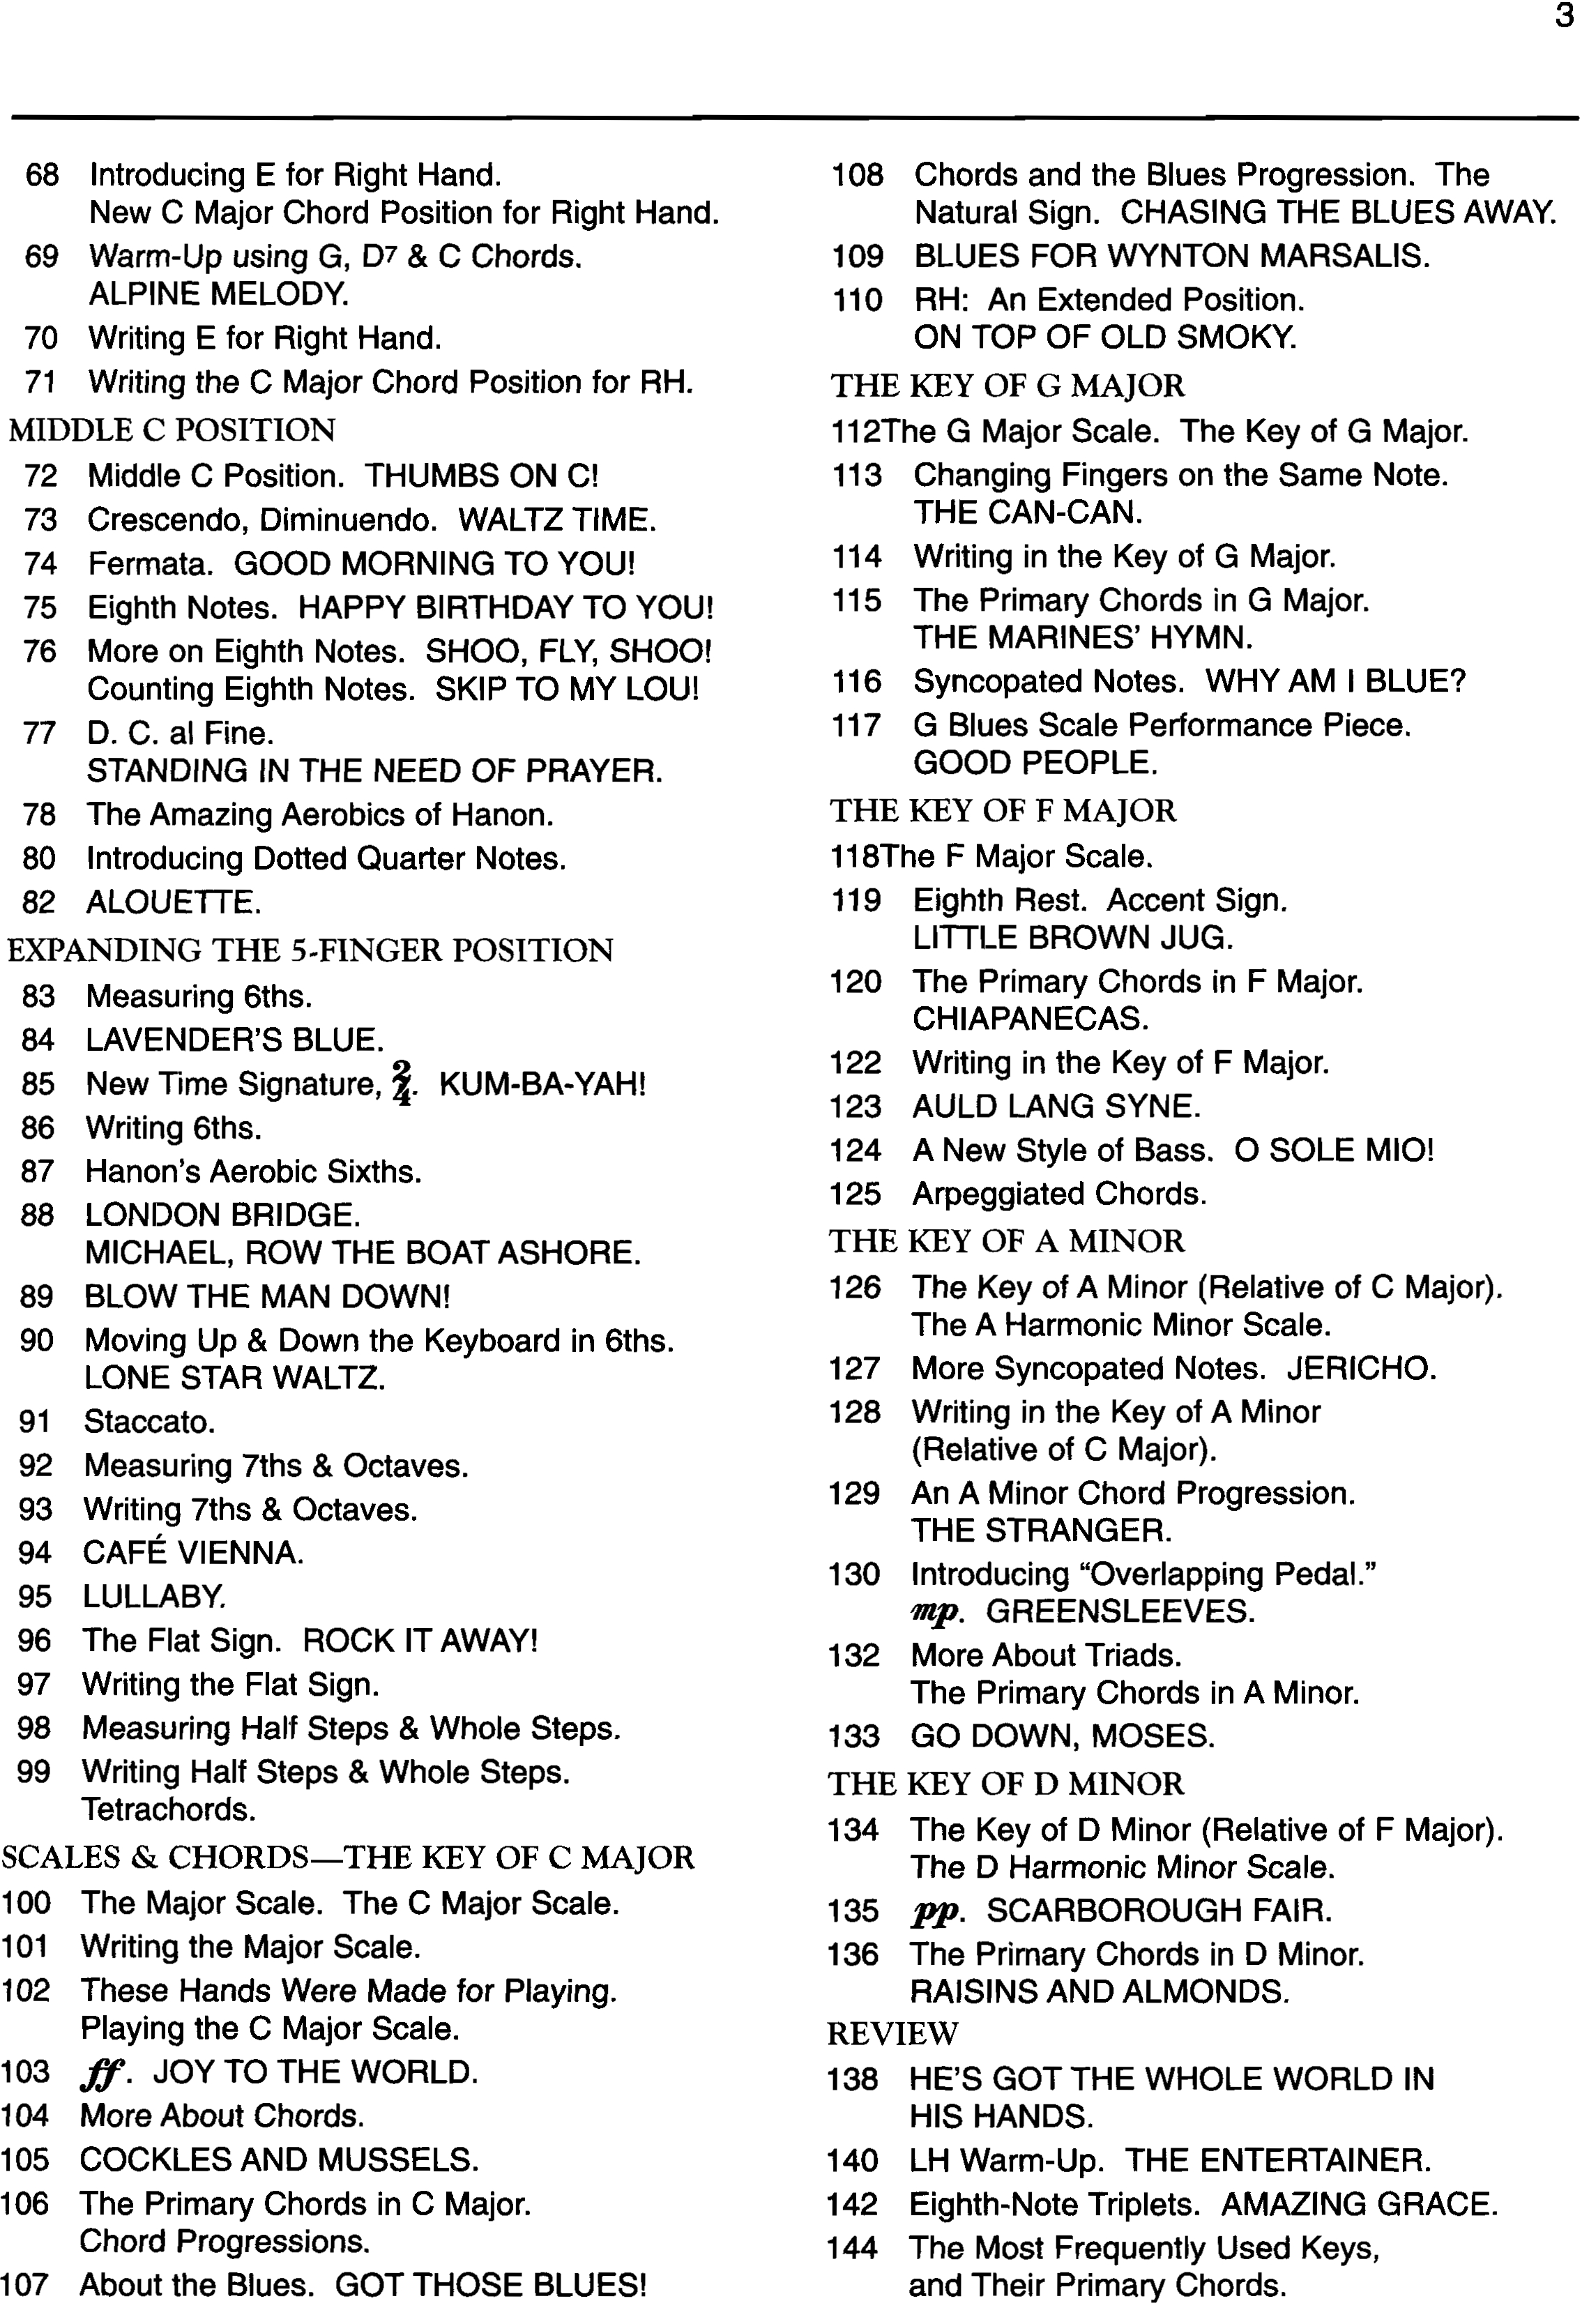 3
68 Introducing E for Right Hand.
New C Major Chord Position for Right Hand.
69 Warm-Up using G, D7 & C Chords.
ALPINE MELODY.
70 Writing E for Right Hand.
71 Writing the C Major Chord Position for RH.
MIDDLE C POSITION
72 Middle C Position. THUMBS ON C!
73 Crescendo, Diminuendo. WALTZ TIME.
74 Fermata. GOOD MORNING TO YOU!
75 Eighth Notes. HAPPY BIRTHDAY TO YOU!
76 More on Eighth Notes. SHOO, FLY, SHOO!
Counting Eighth Notes. SKIP TO MY LOU!
77 D. C. al Fine.
STANDING IN THE NEED OF PRAYER.
78 The Amazing Aerobics of Hanon.
80 Introducing Dotted Quarter Notes.
82 ALOUETTE.
EXPANDING THE 5-FINGER POSITION
83 Measuring 6ths.
84 LAVENDER'S BLUE.
85 New Time Signature, 2/4. KUM-BA-YAH!
86 Writing 6ths.
87 Hanon's Aerobic Sixths.
88 LONDON BRIDGE.
MICHAEL, ROW THE BOAT ASHORE.
89 BLOW THE MAN DOWN!
90 Moving Up & Down the Keyboard in 6ths.
LONE STAR WALTZ.
91 Staccato.
92 Measuring 7ths & Octaves.
93 Writing 7ths & Octaves.
94 CAFÉ VIENNA.
95 LULLABY.
96 The Flat Sign. ROCK IT AWAY!
97 Writing the Flat Sign.
98 Measuring Half Steps & Whole Steps.
99 Writing Half Steps & Whole Steps.
Tetrachords.
SCALES & CHORDS—THE KEY OF C MAJOR
100 The Major Scale. The C Major Scale.
101 Writing the Major Scale.
102 These Hands Were Made for Playing.
Playing the C Major Scale.
103 ff. JOY TO THE WORLD.
104 More About Chords.
105 COCKLES AND MUSSELS.
106 The Primary Chords in C Major.
Chord Progressions.
107 About the Blues. GOT THOSE BLUES!
108 Chords and the Blues Progression. The
Natural Sign. CHASING THE BLUES AWAY.
109 BLUES FOR WYNTON MARSALIS.
110 RH: An Extended Position.
ON TOP OF OLD SMOKY.
THE KEY OF G MAJOR
112The G Major Scale. The Key of G Major.
113 Changing Fingers on the Same Note.
THE CAN-CAN.
114 Writing in the Key of G Major.
115 The Primary Chords in G Major.
THE MARINES' HYMN.
116 Syncopated Notes. WHY AM I BLUE?
117 G Blues Scale Performance Piece.
GOOD PEOPLE.
THE KEY OF F MAJOR
118The F Major Scale.
119 Eighth Rest. Accent Sign.
LITTLE BROWN JUG.
120 The Primary Chords in F Major.
CHIAPANECAS.
122 Writing in the Key of F Major.
123 AULD LANG SYNE.
124 A New Style of Bass. O SOLE MIO!
125 Arpeggiated Chords.
THE KEY OF A MINOR
126 The Key of A Minor (Relative of C Major).
The A Harmonic Minor Scale.
127 More Syncopated Notes. JERICHO.
128 Writing in the Key of A Minor
(Relative of C Major).
129 An A Minor Chord Progression.
THE STRANGER.
130 Introducing “Overlapping Pedal.”
mp. GREENSLEEVES.
132 More About Triads.
The Primary Chords in A Minor.
133 GO DOWN, MOSES.
THE KEY OF D MINOR
134 The Key of D Minor (Relative of F Major).
The D Harmonic Minor Scale.
135 pp. SCARBOROUGH FAIR.
136 The Primary Chords in D Minor.
RAISINS AND ALMONDS.
REVIEW
138 HE'S GOT THE WHOLE WORLD IN
HIS HANDS.
140 LH Warm-Up. THE ENTERTAINER.
142 Eighth-Note Triplets. AMAZING GRACE.
144 The Most Frequently Used Keys,
and Their Primary Chords.